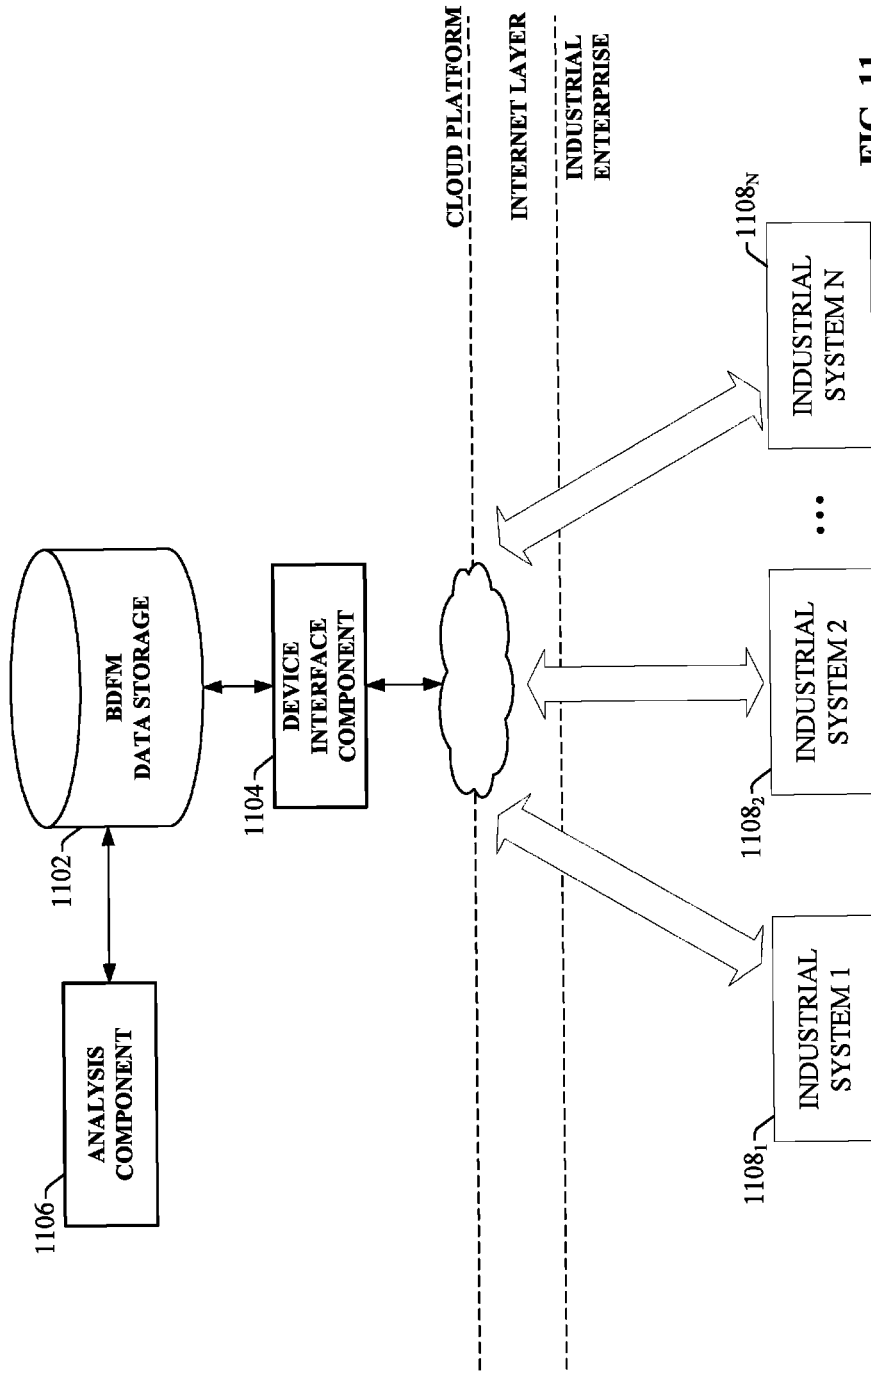 1106
ANALYSIS
COMPONENT
1102
BDFM
DATA STORAGE
1104
DEVICE
INTERFACE
COMPONENT
CLOUD PLATFORM
INTERNET LAYER
INDUSTRIAL
ENTERPRISE
1108₁
INDUSTRIAL
SYSTEM 1
1108₂
INDUSTRIAL
SYSTEM 2
...
1108N
INDUSTRIAL
SYSTEM N
FIG. 11